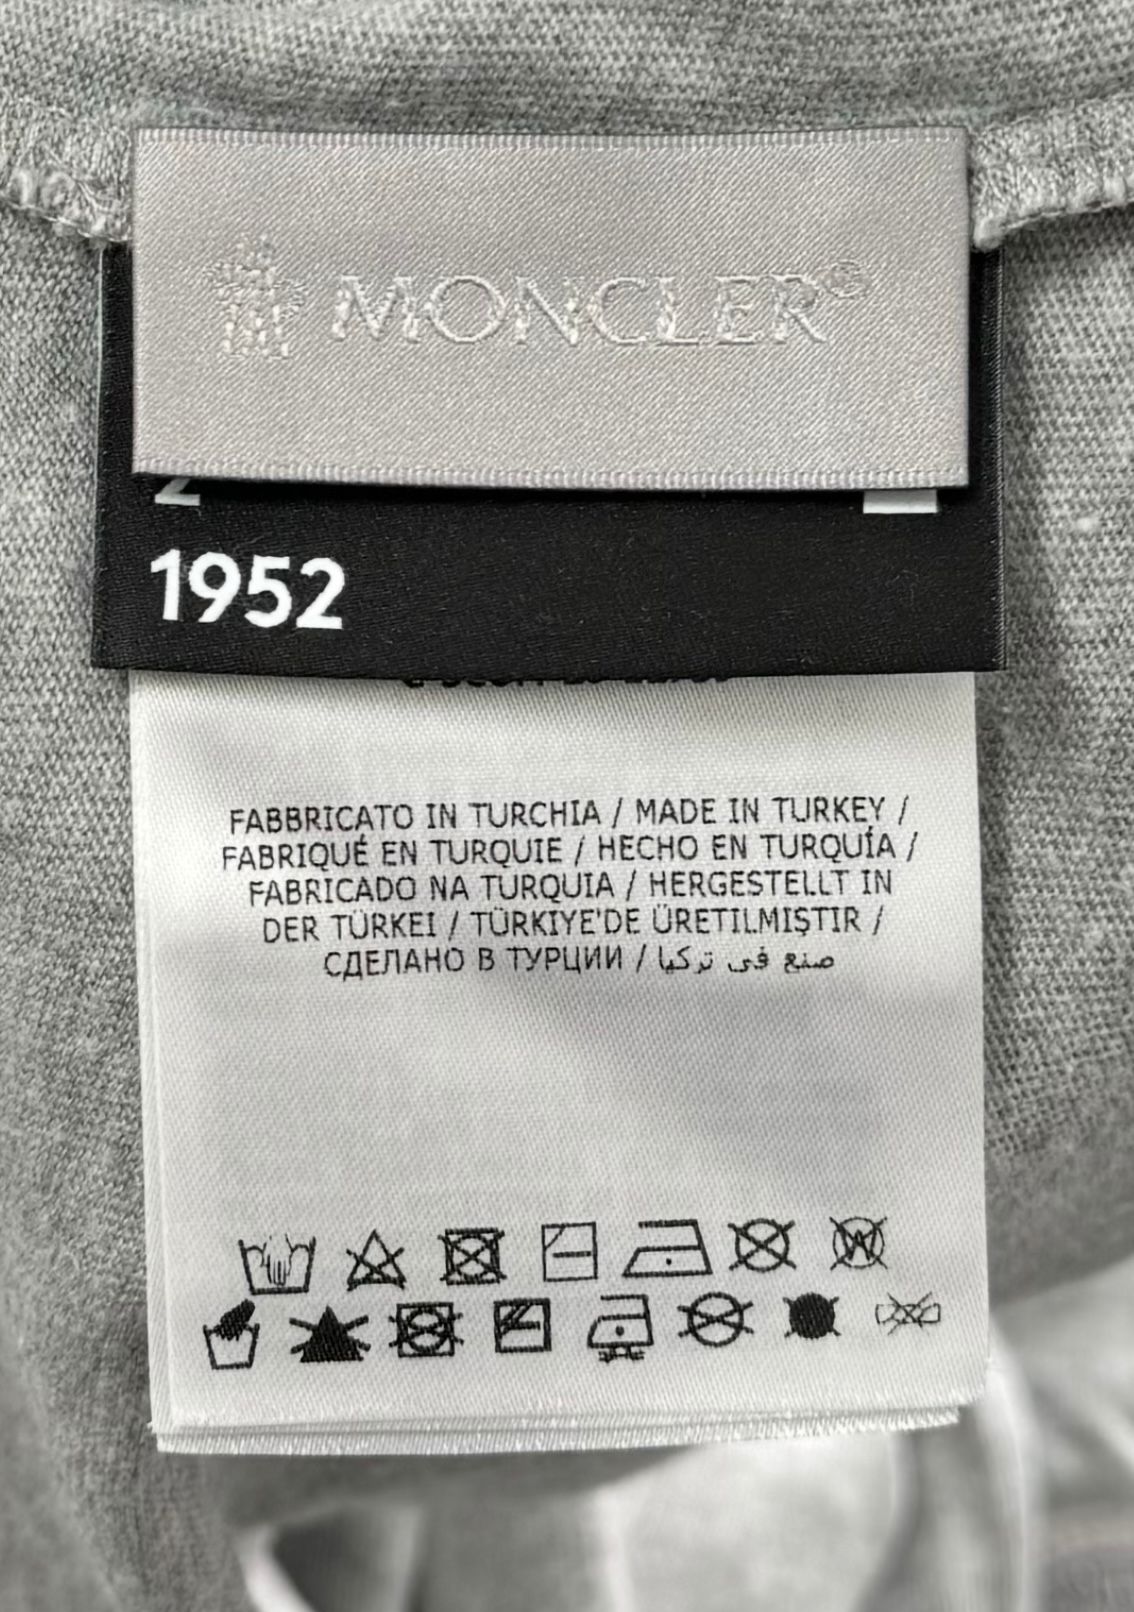 MONCLER
2
1952
FABBRICATO IN TURCHIA / MADE IN TURKEY /
FABRIQUÉ EN TURQUIE / HECHO EN TURQUÍA /
FABRICADO NA TURQUIA / HERGESTELLT IN
DER TÜRKEI / TÜRKIYE'DE ÜRETILMIŞTIR /
СДЕЛАНО В ТУРЦИИ / صنع في تركيا